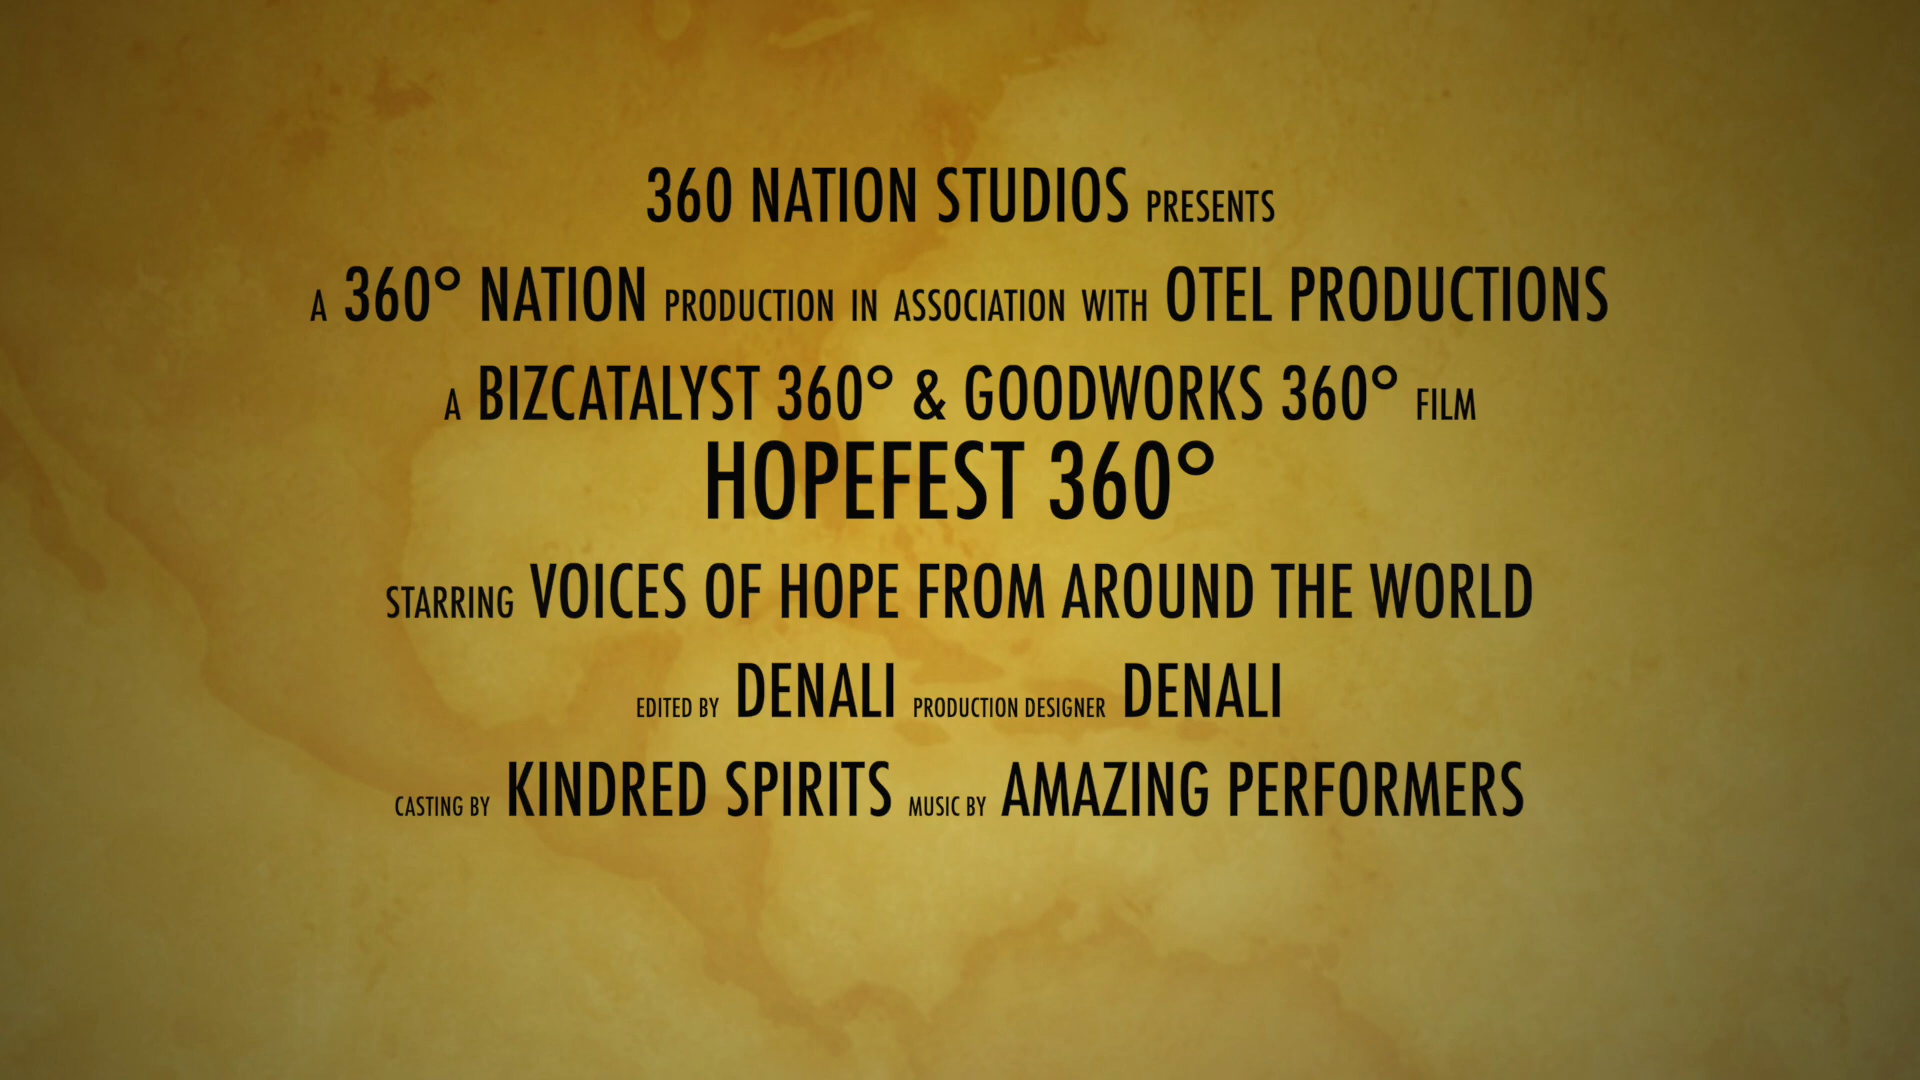 360 NATION STUDIOS PRESENTS
A 360° NATION PRODUCTION IN ASSOCIATION WITH OTEL PRODUCTIONS
A BIZCATALYST 360° & GOODWORKS 360° FILM
HOPEFEST 360°
STARRING VOICES OF HOPE FROM AROUND THE WORLD
EDITED BY DENALI PRODUCTION DESIGNER DENALI
CASTING BY KINDRED SPIRITS MUSIC BY AMAZING PERFORMERS